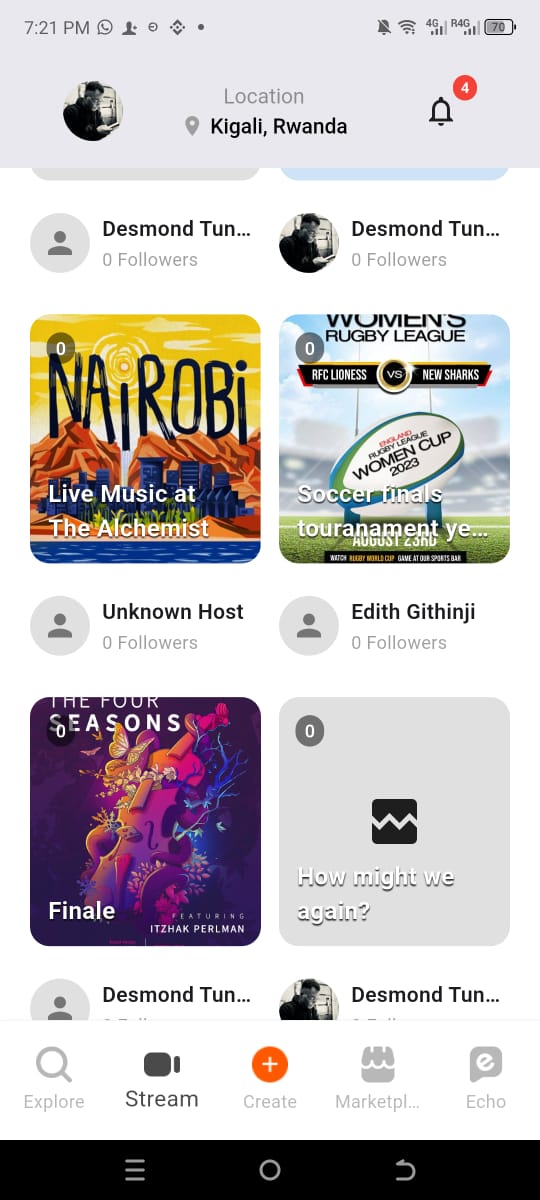 7:21 PM
4G R4G 70
Location
Kigali, Rwanda
4
Desmond Tun...
0 Followers
Desmond Tun...
0 Followers
0
NAiROBi
Live Music at
The Alchemist
0
WOMEN'S
RUGBY LEAGUE
RFC LIONESS VS NEW SHARKS
ENGLAND
RUGBY LEAGUE
WOMEN CUP
2023
Soccer finals
touranament ye...
AUGUST 23RD
WATCH RUGBY WORLD CUP GAME AT OUR SPORTS BAR
Unknown Host
0 Followers
Edith Githinji
0 Followers
THE FOUR
SEASONS
0
Finale
FEATURING
ITZHAK PERLMAN
0
How might we
again?
Desmond Tun...
Desmond Tun...
Explore
Stream
Create
Marketpl...
Echo